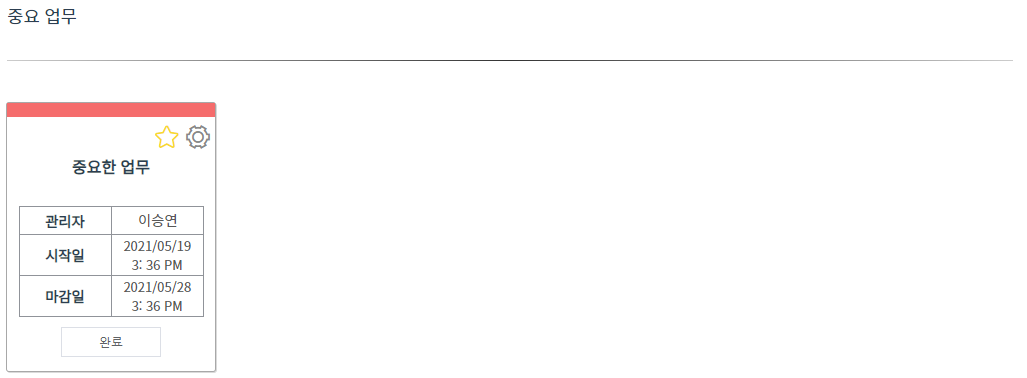 중요 업무
중요한 업무
관리자 이승연
시작일 2021/05/19
3: 36 PM
마감일 2021/05/28
3: 36 PM
완료